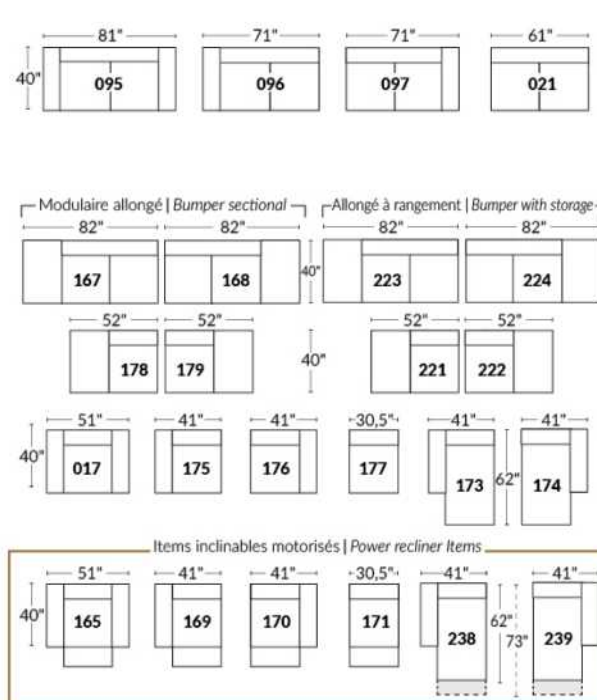 81" 71" 71" 61"
40" 095 096 097 021
Modulaire allongé | Bumper sectional Allongé à rangement | Bumper with storage
82" 82" 82" 82"
167 168 40" 223 224
52" 52" 52" 52"
178 179 40" 221 222
51" 41" 41" 30,5" 41" 41"
40" 017 175 176 177 173 62" 174
Items inclinables motorisés | Power recliner Items
51" 41" 41" 30,5" 41" 41"
40" 165 169 170 171 238 62" 73" 239